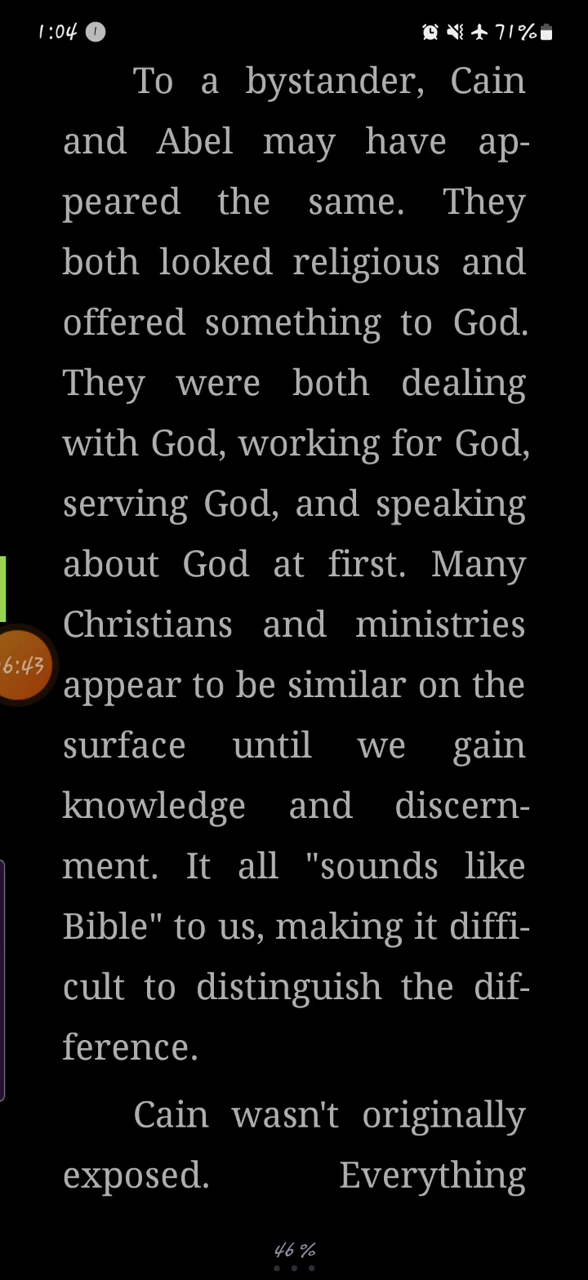 1:04
71%
To a bystander, Cain
and Abel may have ap-
peared the same. They
both looked religious and
offered something to God.
They were both dealing
with God, working for God,
serving God, and speaking
about God at first. Many
Christians and ministries
6:43
appear to be similar on the
surface until we gain
knowledge and discern-
ment. It all "sounds like
Bible" to us, making it diffi-
cult to distinguish the dif-
ference.
Cain wasn't originally
exposed. Everything
46%